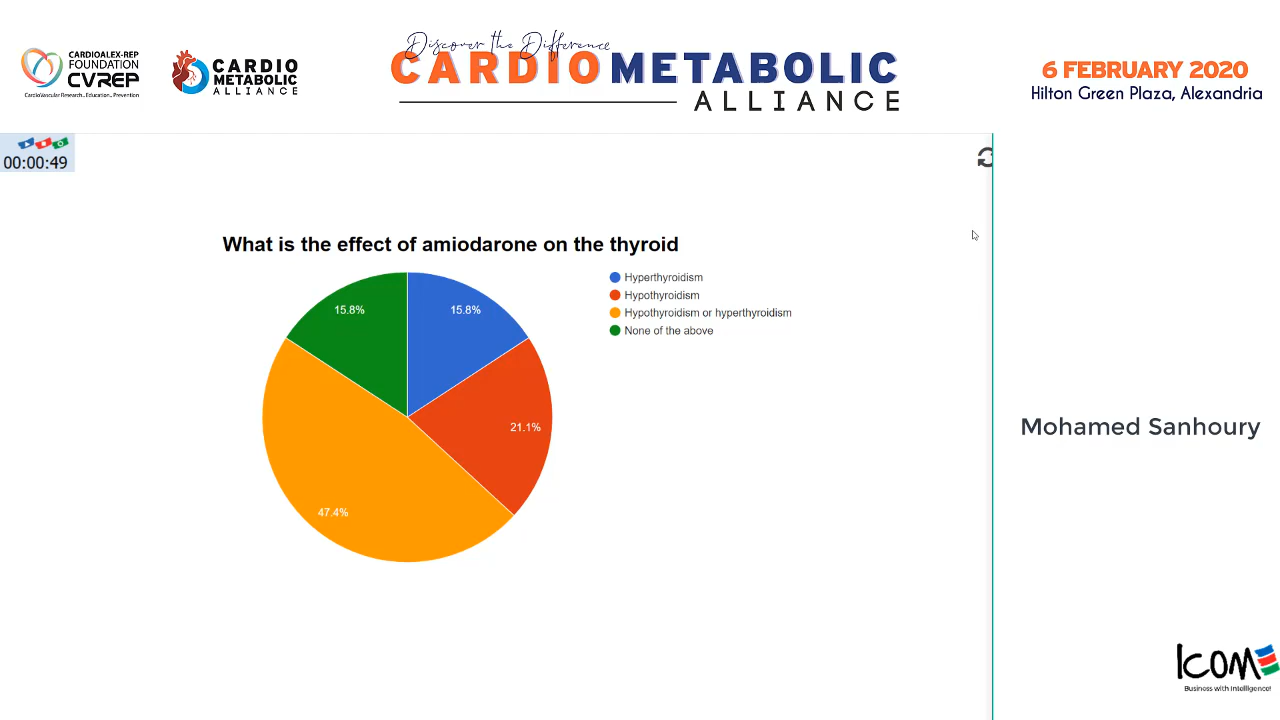 CARDIOALEX-REP
FOUNDATION
CVREP
CardioVascular Research...Education...Prevention
CARDIO
METABOLIC
ALLIANCE
Discover the Difference
CARDIOMETABOLIC
ALLIANCE
6 FEBRUARY 2020
Hilton Green Plaza, Alexandria
00:00:49
What is the effect of amiodarone on the thyroid
Hyperthyroidism
Hypothyroidism
Hypothyroidism or hyperthyroidism
None of the above
15.8%
15.8%
21.1%
47.4%
Mohamed Sanhoury
ICOM
Business with Intelligence!